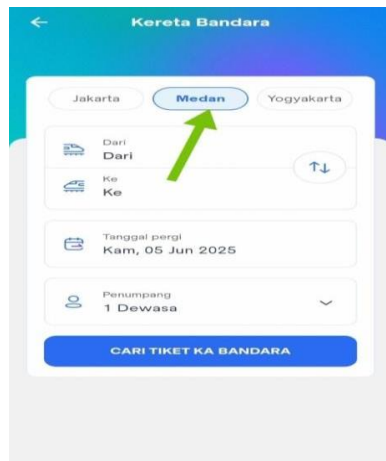 Kereta Bandara
Jakarta Medan Yogyakarta
Dari
Dari
Ke
Ke
Tanggal pergi
Kam, 05 Jun 2025
Penumpang
1 Dewasa
CARI TIKET KA BANDARA